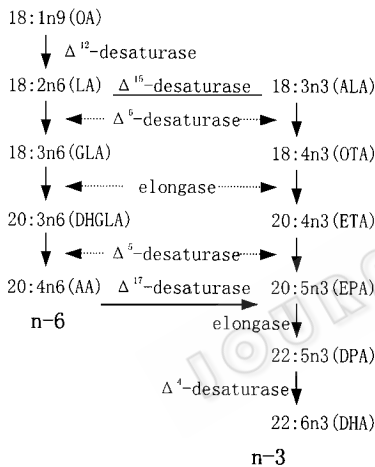 18:1n9(OA)
Δ¹²-desaturase
18:2n6(LA) Δ¹⁵-desaturase 18:3n3(ALA)
Δ⁶-desaturase
18:3n6(GLA) 18:4n3(OTA)
elongase
20:3n6(DHGLA) 20:4n3(ETA)
Δ⁵-desaturase
20:4n6(AA) Δ¹⁷-desaturase 20:5n3(EPA)
n-6 elongase
22:5n3(DPA)
Δ⁴-desaturase
22:6n3(DHA)
n-3
JOURO